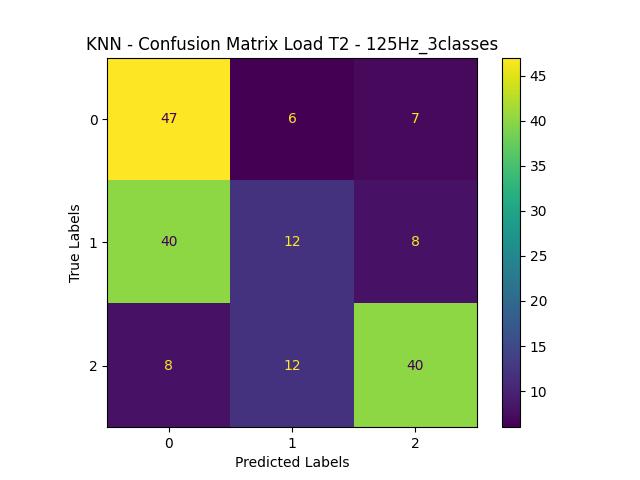 KNN - Confusion Matrix Load T2 - 125Hz_3classes
True Labels
0 47 6 7
1 40 12 8
2 8 12 40
0 1 2
Predicted Labels
45
40
35
30
25
20
15
10